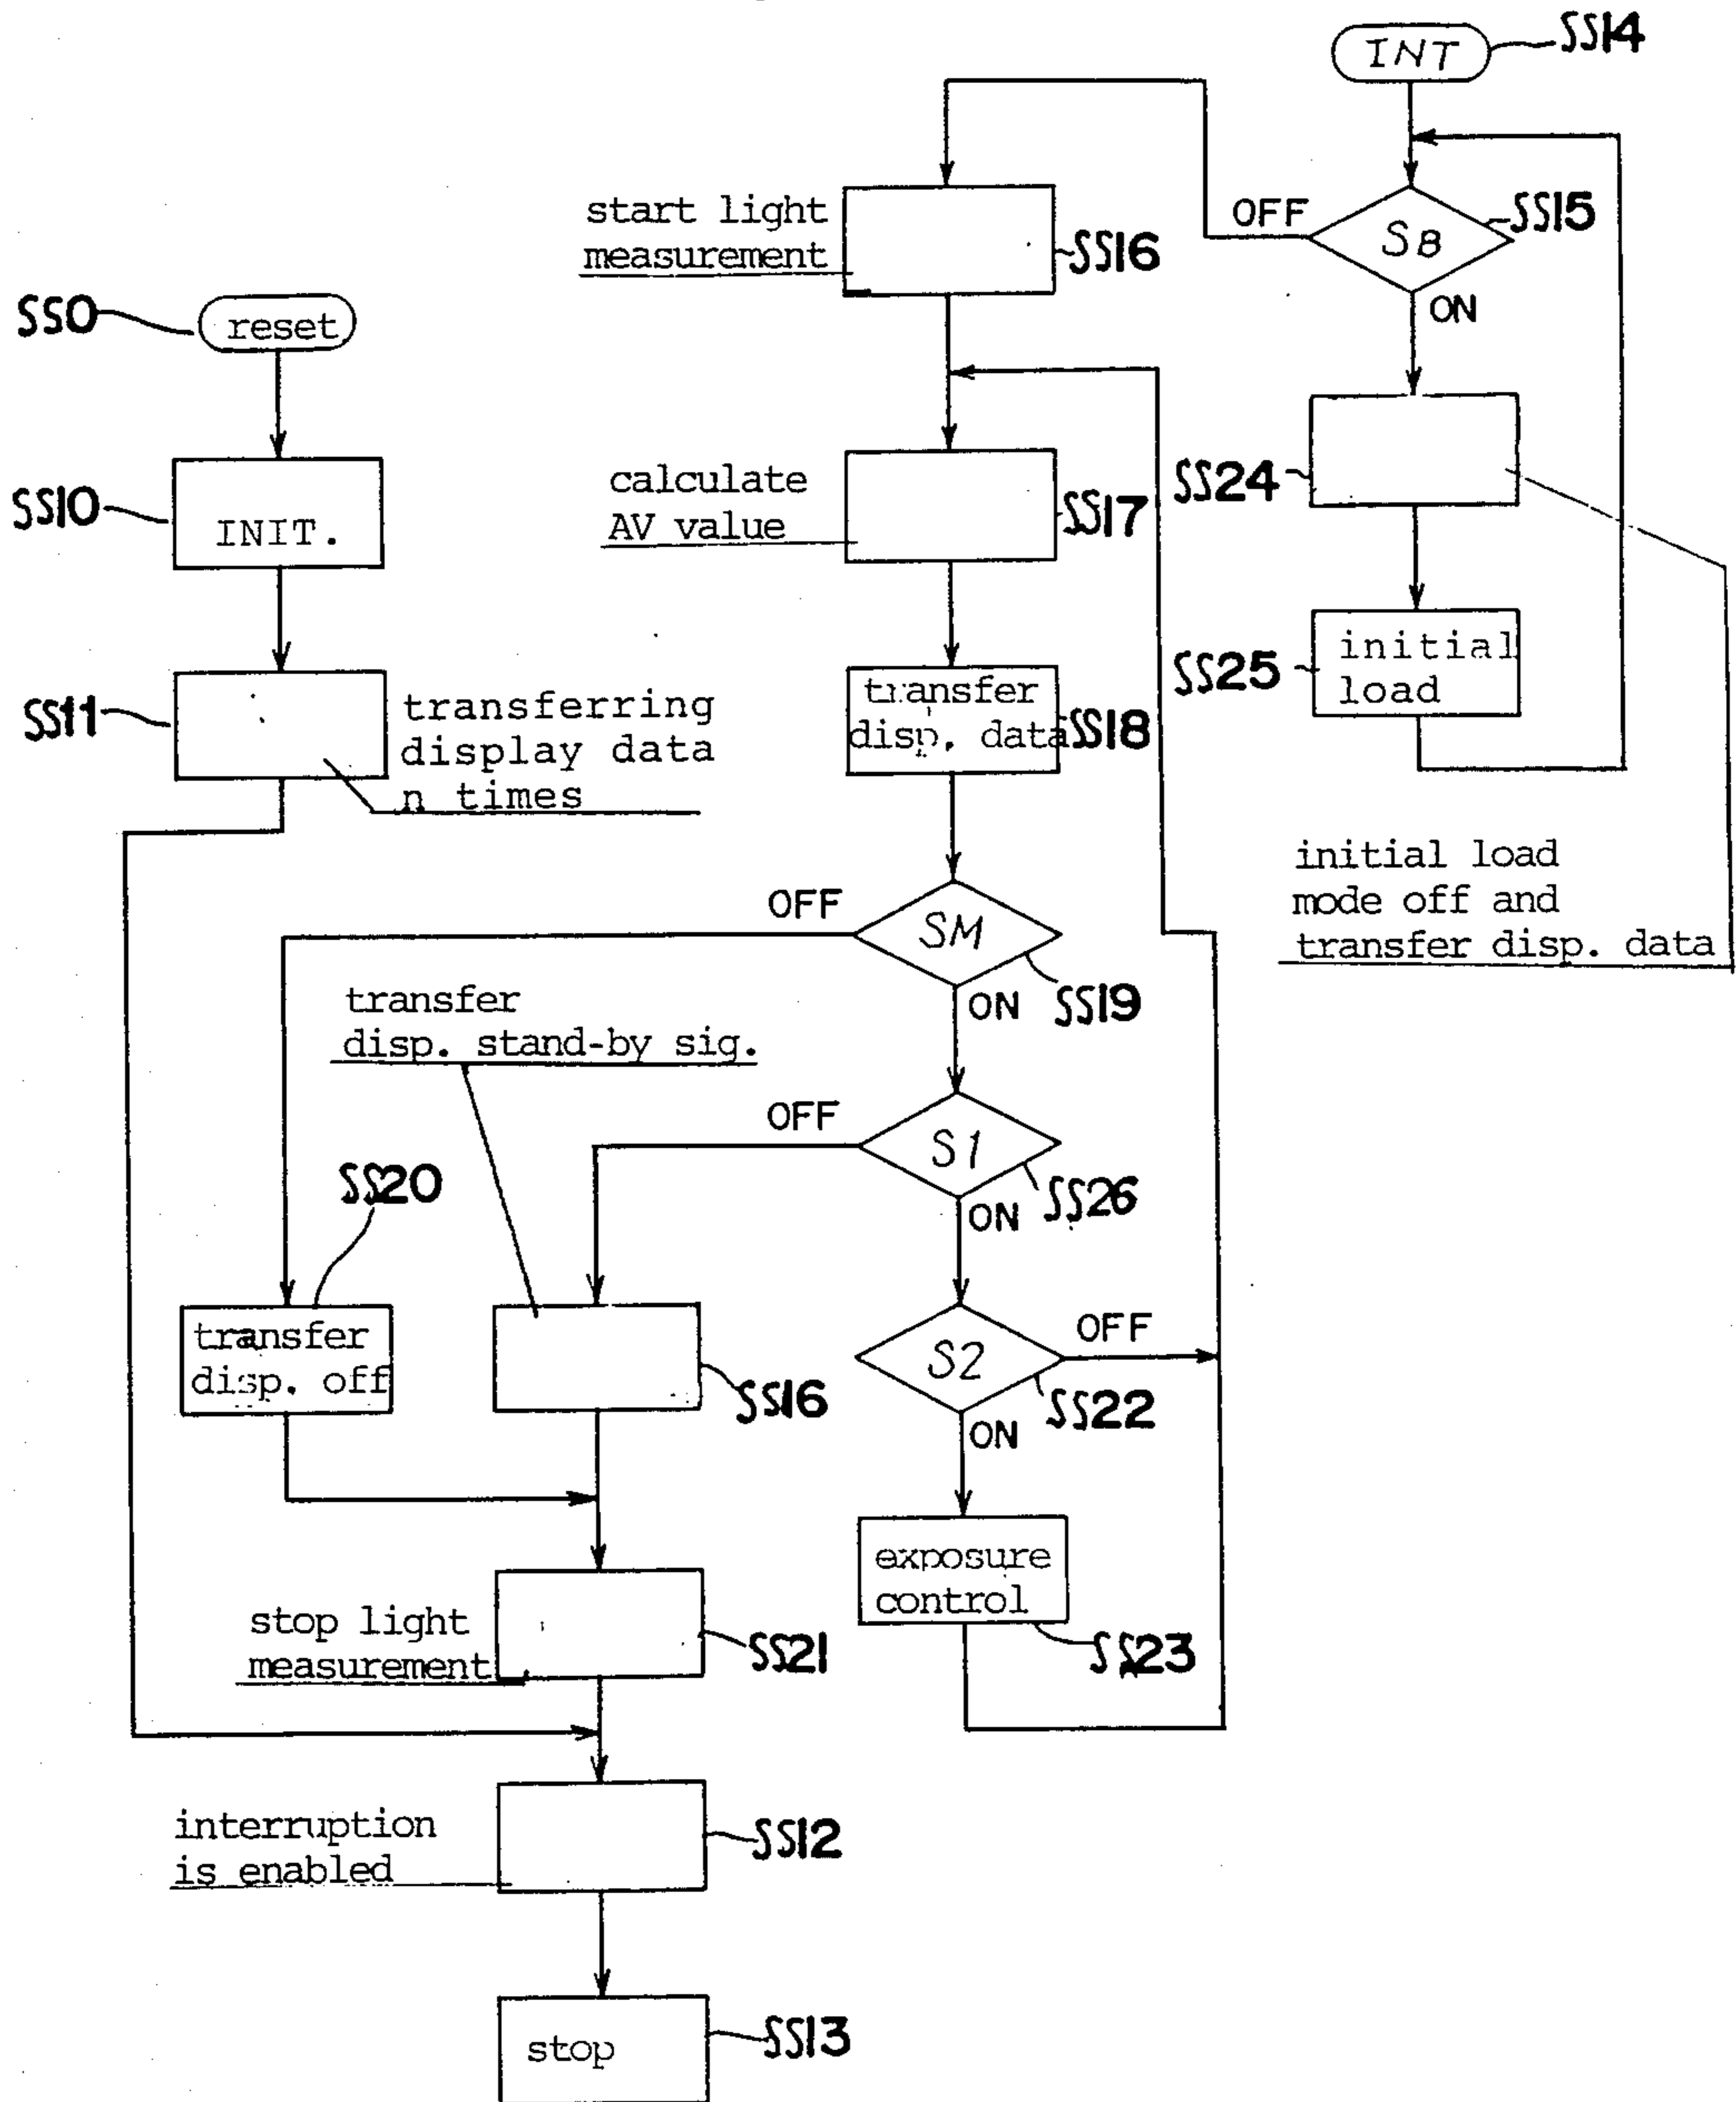 SS0
reset
SS10
INIT.
SS11
transferring
display data
n times
INT
SS14
SB
SS15
OFF
ON
start light
measurement
SS16
calculate
AV value
SS17
transfer
disp. data
SS18
SS24
initial load
mode off and
transfer disp. data
SS25
initial
load
SM
OFF
ON
SS19
transfer
disp. stand-by sig.
S1
OFF
ON
SS26
SS20
transfer
disp. off
SS16
S2
OFF
SS22
ON
exposure
control
SS23
stop light
measurement
SS21
interruption
is enabled
SS12
stop
SS13